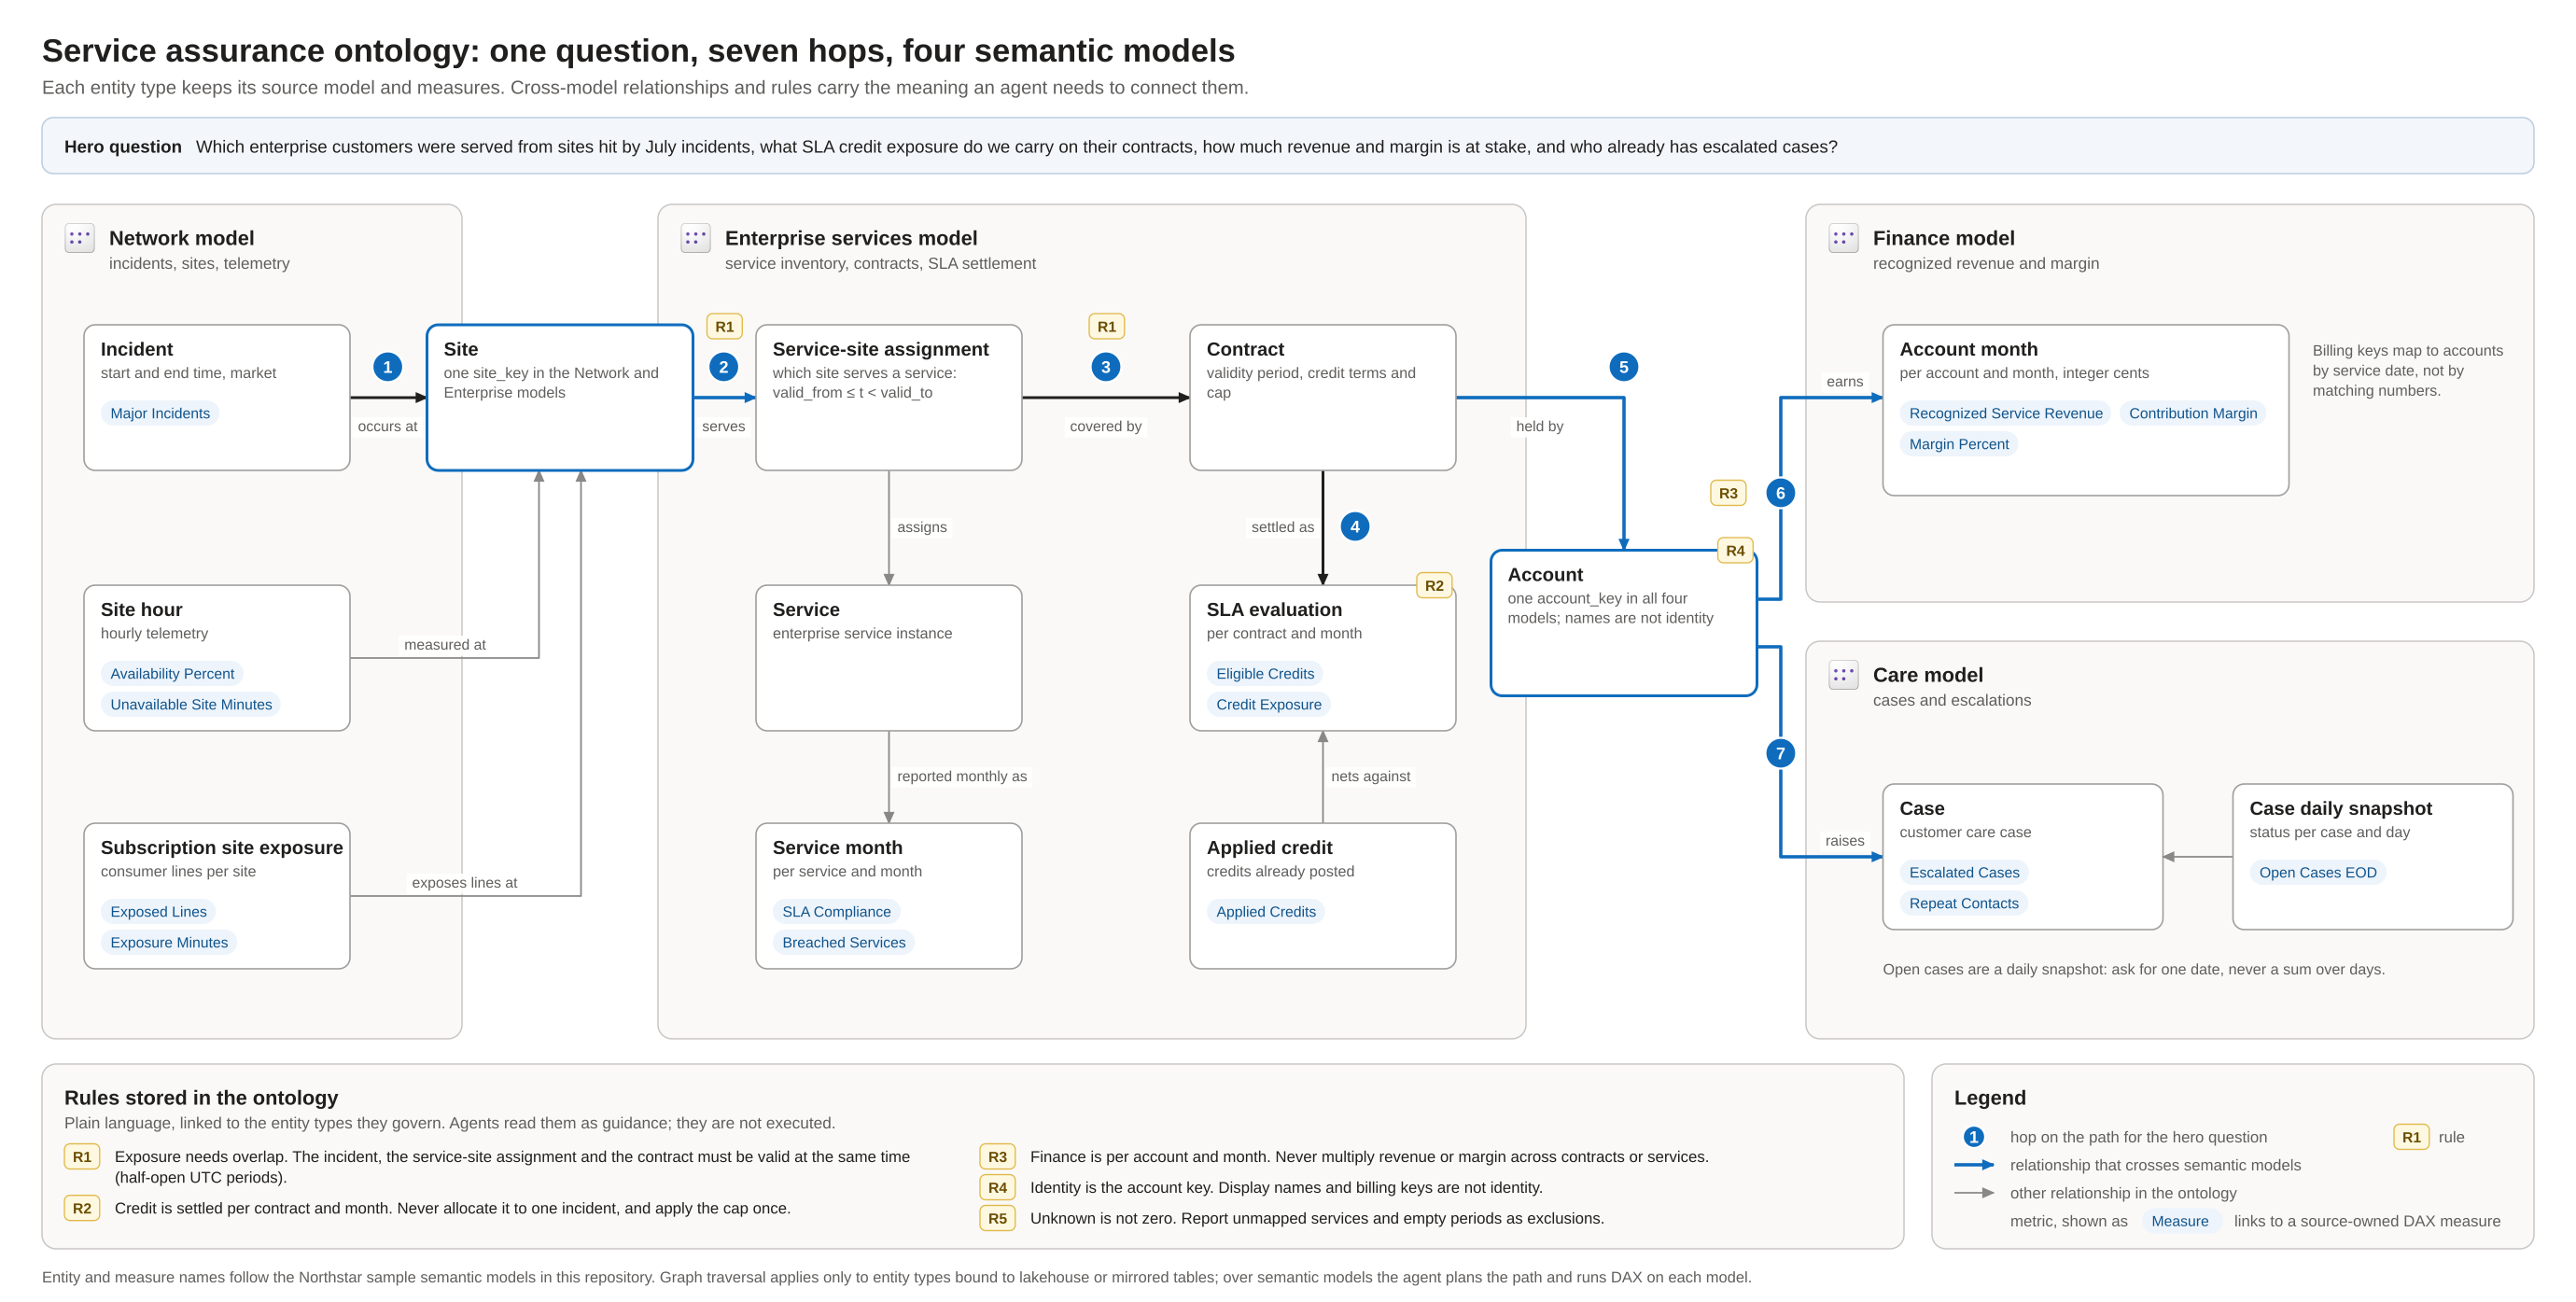 Service assurance ontology: one question, seven hops, four semantic models
Each entity type keeps its source model and measures. Cross-model relationships and rules carry the meaning an agent needs to connect them.
Hero question Which enterprise customers were served from sites hit by July incidents, what SLA credit exposure do we carry on their contracts, how much revenue and margin is at stake, and who already has escalated cases?
Network model
incidents, sites, telemetry
Incident
start and end time, market
Major Incidents
1
occurs at
Site
one site_key in the Network and
Enterprise models
Site hour
hourly telemetry
Availability Percent
Unavailable Site Minutes
measured at
Subscription site exposure
consumer lines per site
Exposed Lines
Exposure Minutes
exposes lines at
Enterprise services model
service inventory, contracts, SLA settlement
R1
2
serves
Service-site assignment
which site serves a service:
valid_from ≤ t < valid_to
R1
3
covered by
Contract
validity period, credit terms and
cap
assigns
settled as
4
Service
enterprise service instance
R2
SLA evaluation
per contract and month
Eligible Credits
Credit Exposure
reported monthly as
nets against
Service month
per service and month
SLA Compliance
Breached Services
Applied credit
credits already posted
Applied Credits
5
held by
R4
Account
one account_key in all four
models; names are not identity
R3
6
earns
7
raises
Finance model
recognized revenue and margin
Account month
per account and month, integer cents
Recognized Service Revenue
Contribution Margin
Margin Percent
Billing keys map to accounts
by service date, not by
matching numbers.
Care model
cases and escalations
Case
customer care case
Escalated Cases
Repeat Contacts
Case daily snapshot
status per case and day
Open Cases EOD
Open cases are a daily snapshot: ask for one date, never a sum over days.
Rules stored in the ontology
Plain language, linked to the entity types they govern. Agents read them as guidance; they are not executed.
R1 Exposure needs overlap. The incident, the service-site assignment and the contract must be valid at the same time
(half-open UTC periods).
R2 Credit is settled per contract and month. Never allocate it to one incident, and apply the cap once.
R3 Finance is per account and month. Never multiply revenue or margin across contracts or services.
R4 Identity is the account key. Display names and billing keys are not identity.
R5 Unknown is not zero. Report unmapped services and empty periods as exclusions.
Legend
1 hop on the path for the hero question
R1 rule
relationship that crosses semantic models
other relationship in the ontology
metric, shown as Measure links to a source-owned DAX measure
Entity and measure names follow the Northstar sample semantic models in this repository. Graph traversal applies only to entity types bound to lakehouse or mirrored tables; over semantic models the agent plans the path and runs DAX on each model.